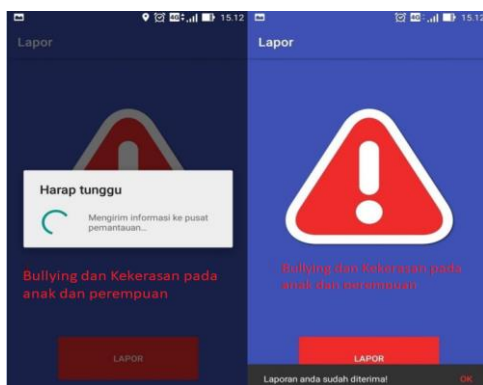 15.12
Lapor
Harap tunggu
Mengirim informasi ke pusat
pemantauan...
Bullying dan Kekerasan pada
anak dan perempuan
LAPOR
15.12
Lapor
Bullying dan Kekerasan pada
anak dan perempuan
LAPOR
Laporan anda sudah diterima!
OK